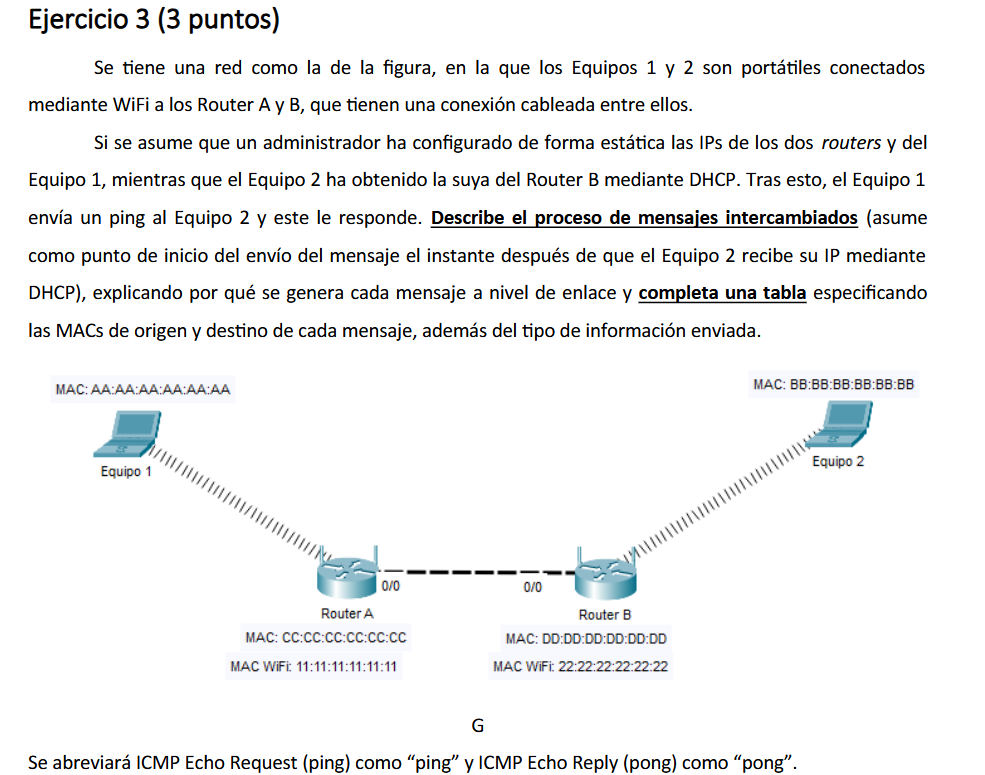 Ejercicio 3 (3 puntos)
Se tiene una red como la de la figura, en la que los Equipos 1 y 2 son portátiles conectados
mediante WiFi a los Router A y B, que tienen una conexión cableada entre ellos.
Si se asume que un administrador ha configurado de forma estática las IPs de los dos routers y del
Equipo 1, mientras que el Equipo 2 ha obtenido la suya del Router B mediante DHCP. Tras esto, el Equipo 1
envía un ping al Equipo 2 y este le responde. Describe el proceso de mensajes intercambiados (asume
como punto de inicio del envío del mensaje el instante después de que el Equipo 2 recibe su IP mediante
DHCP), explicando por qué se genera cada mensaje a nivel de enlace y completa una tabla especificando
las MACs de origen y destino de cada mensaje, además del tipo de información enviada.
MAC: AA:AA:AA:AA:AA:AA
MAC: BB:BB:BB:BB:BB:BB
Equipo 1
Equipo 2
0/0
0/0
Router A
Router B
MAC: CC:CC:CC:CC:CC:CC
MAC: DD:DD:DD:DD:DD:DD
MAC WiFi: 11:11:11:11:11:11
MAC WiFi: 22:22:22:22:22:22
G
Se abreviará ICMP Echo Request (ping) como “ping” y ICMP Echo Reply (pong) como “pong”.